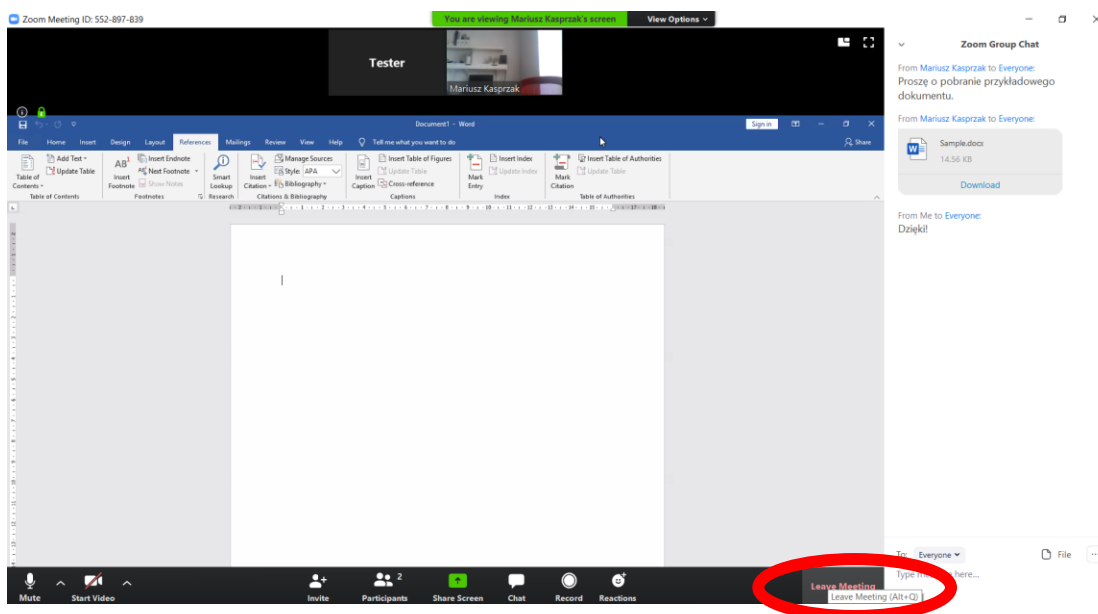 Zoom Meeting ID: 552-897-839
You are viewing Mariusz Kasprzak's screen
View Options
Tester
Mariusz Kasprzak
Document1 - Word
Sign in
File Home Insert Design Layout References Mailings Review View Help Tell me what you want to do
Share
Table of Contents
Add Text
Update Table
Table of Contents
AB1
Insert Footnote
Insert Endnote
Next Footnote
Show Notes
Footnotes
Smart Lookup
Research
Insert Citation
Manage Sources
Style: APA
Bibliography
Citations & Bibliography
Insert Caption
Insert Table of Figures
Update Table
Cross-reference
Captions
Mark Entry
Insert Index
Update Index
Index
Mark Citation
Insert Table of Authorities
Update Table
Table of Authorities
Zoom Group Chat
From Mariusz Kasprzak to Everyone:
Proszę o pobranie przykładowego
dokumentu.
From Mariusz Kasprzak to Everyone:
Sample.docx
14.56 KB
Download
From Me to Everyone:
Dzięki!
To: Everyone
File
Type here...
Mute
Start Video
Invite
Participants 2
Share Screen
Chat
Record
Reactions
Leave Meeting
Leave Meeting (Alt+Q)